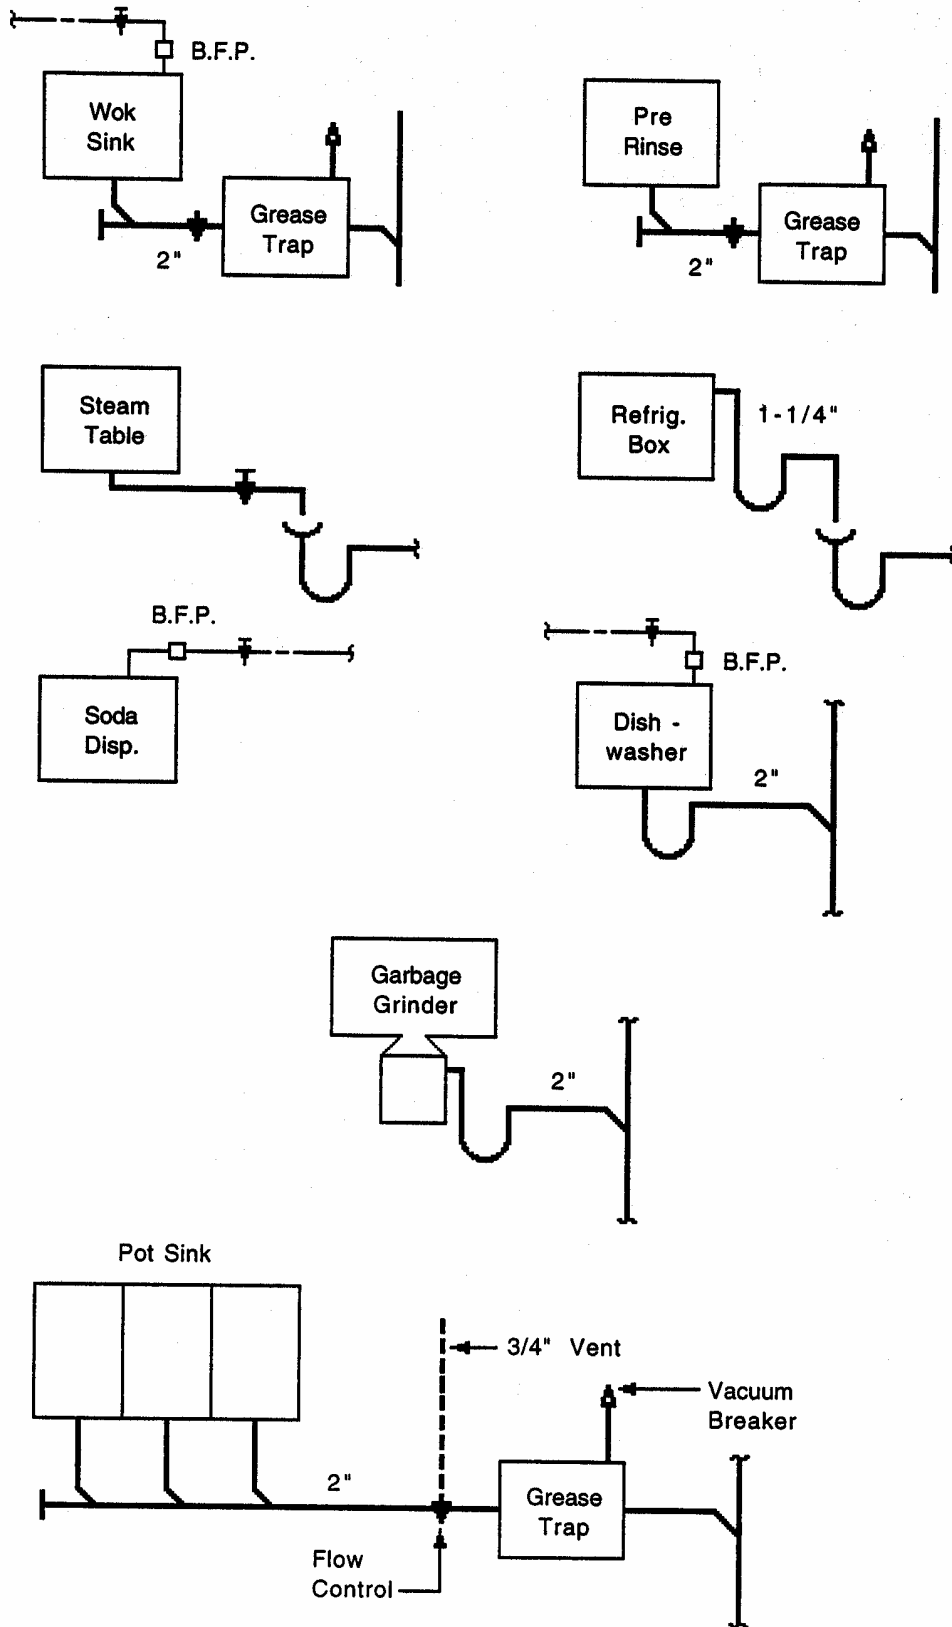 B.F.P.
Wok
Sink
Grease
Trap
2"
Pre
Rinse
Grease
Trap
2"
Steam
Table
Refrig.
Box
1-1/4"
B.F.P.
Soda
Disp.
B.F.P.
Dish -
washer
2"
Garbage
Grinder
2"
Pot Sink
3/4" Vent
Vacuum
Breaker
2"
Grease
Trap
Flow
Control